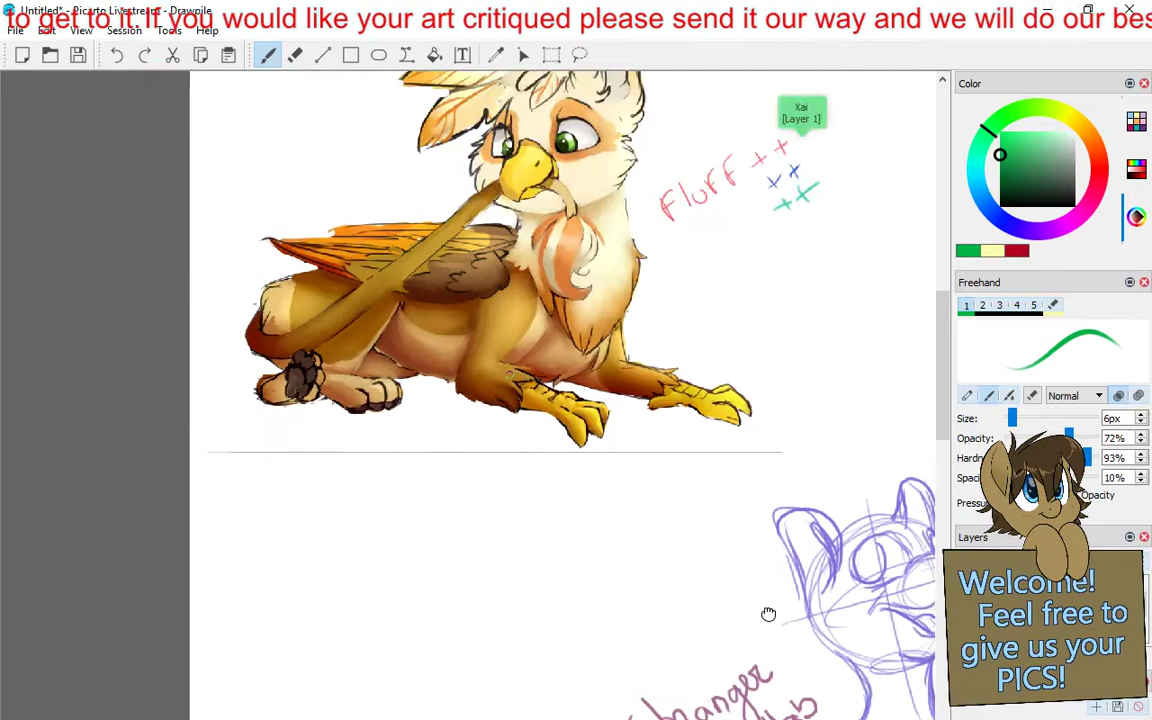 Untitled* - Picarto Livestream - Drawpile
to get to it. If you would like your art critiqued please send it our way and we will do our bes
File Edit View Session Tools Help
Color
Xai
[Layer 1]
Fluff ++
++
++
Freehand
1 2 3 4 5
Normal
Size: 6px
Opacity: 72%
Hardn 93%
Spaci 10%
Pressu Opacity
Layers
Welcome!
Feel free to
give us your
PICS!